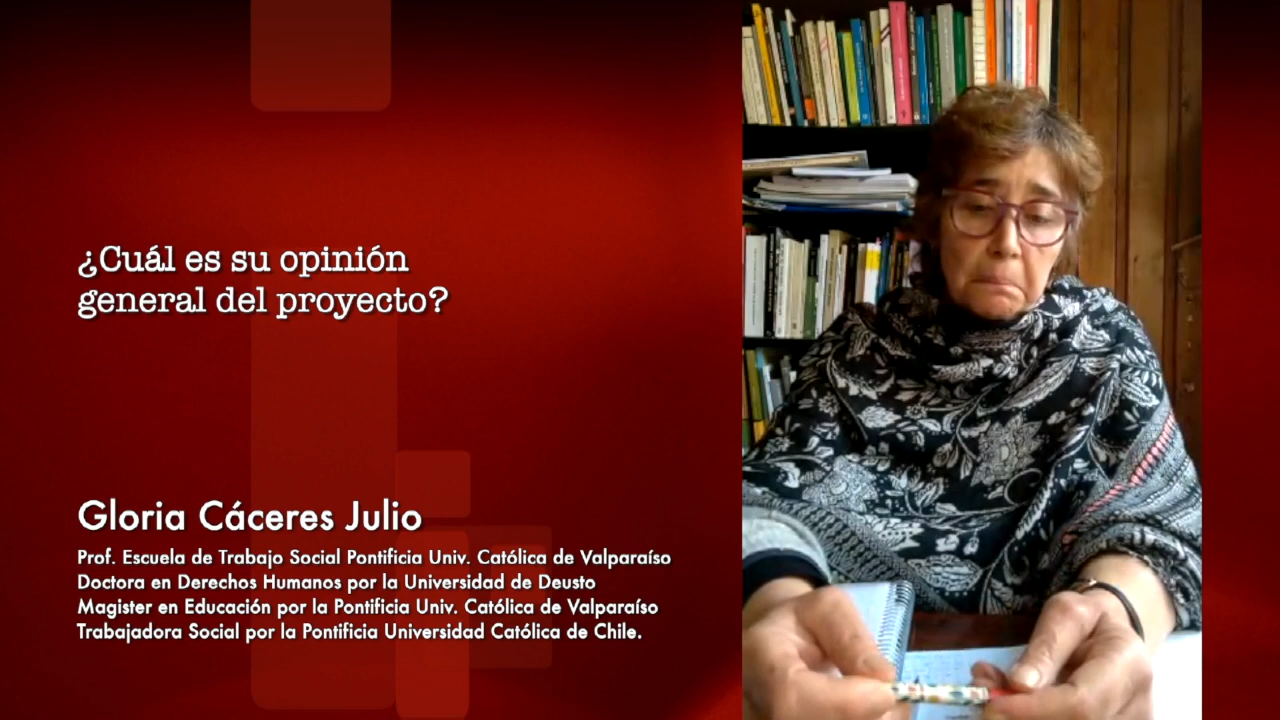 ¿Cuál es su opinión
general del proyecto?
Gloria Cáceres Julio
Prof. Escuela de Trabajo Social Pontificia Univ. Católica de Valparaíso
Doctora en Derechos Humanos por la Universidad de Deusto
Magister en Educación por la Pontificia Univ. Católica de Valparaíso
Trabajadora Social por la Pontificia Universidad Católica de Chile.